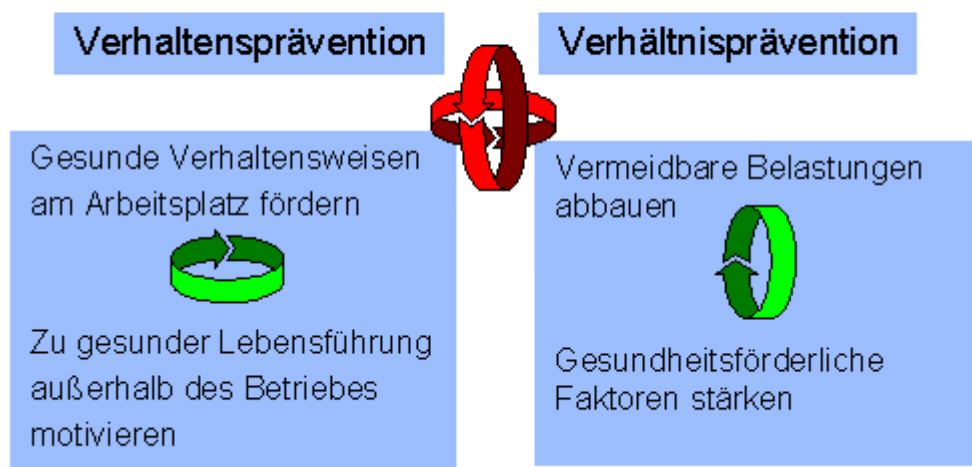 Verhaltensprävention
Verhältnisprävention
Gesunde Verhaltensweisen
am Arbeitsplatz fördern
Zu gesunder Lebensführung
außerhalb des Betriebes
motivieren
Vermeidbare Belastungen
abbauen
Gesundheitsförderliche
Faktoren stärken